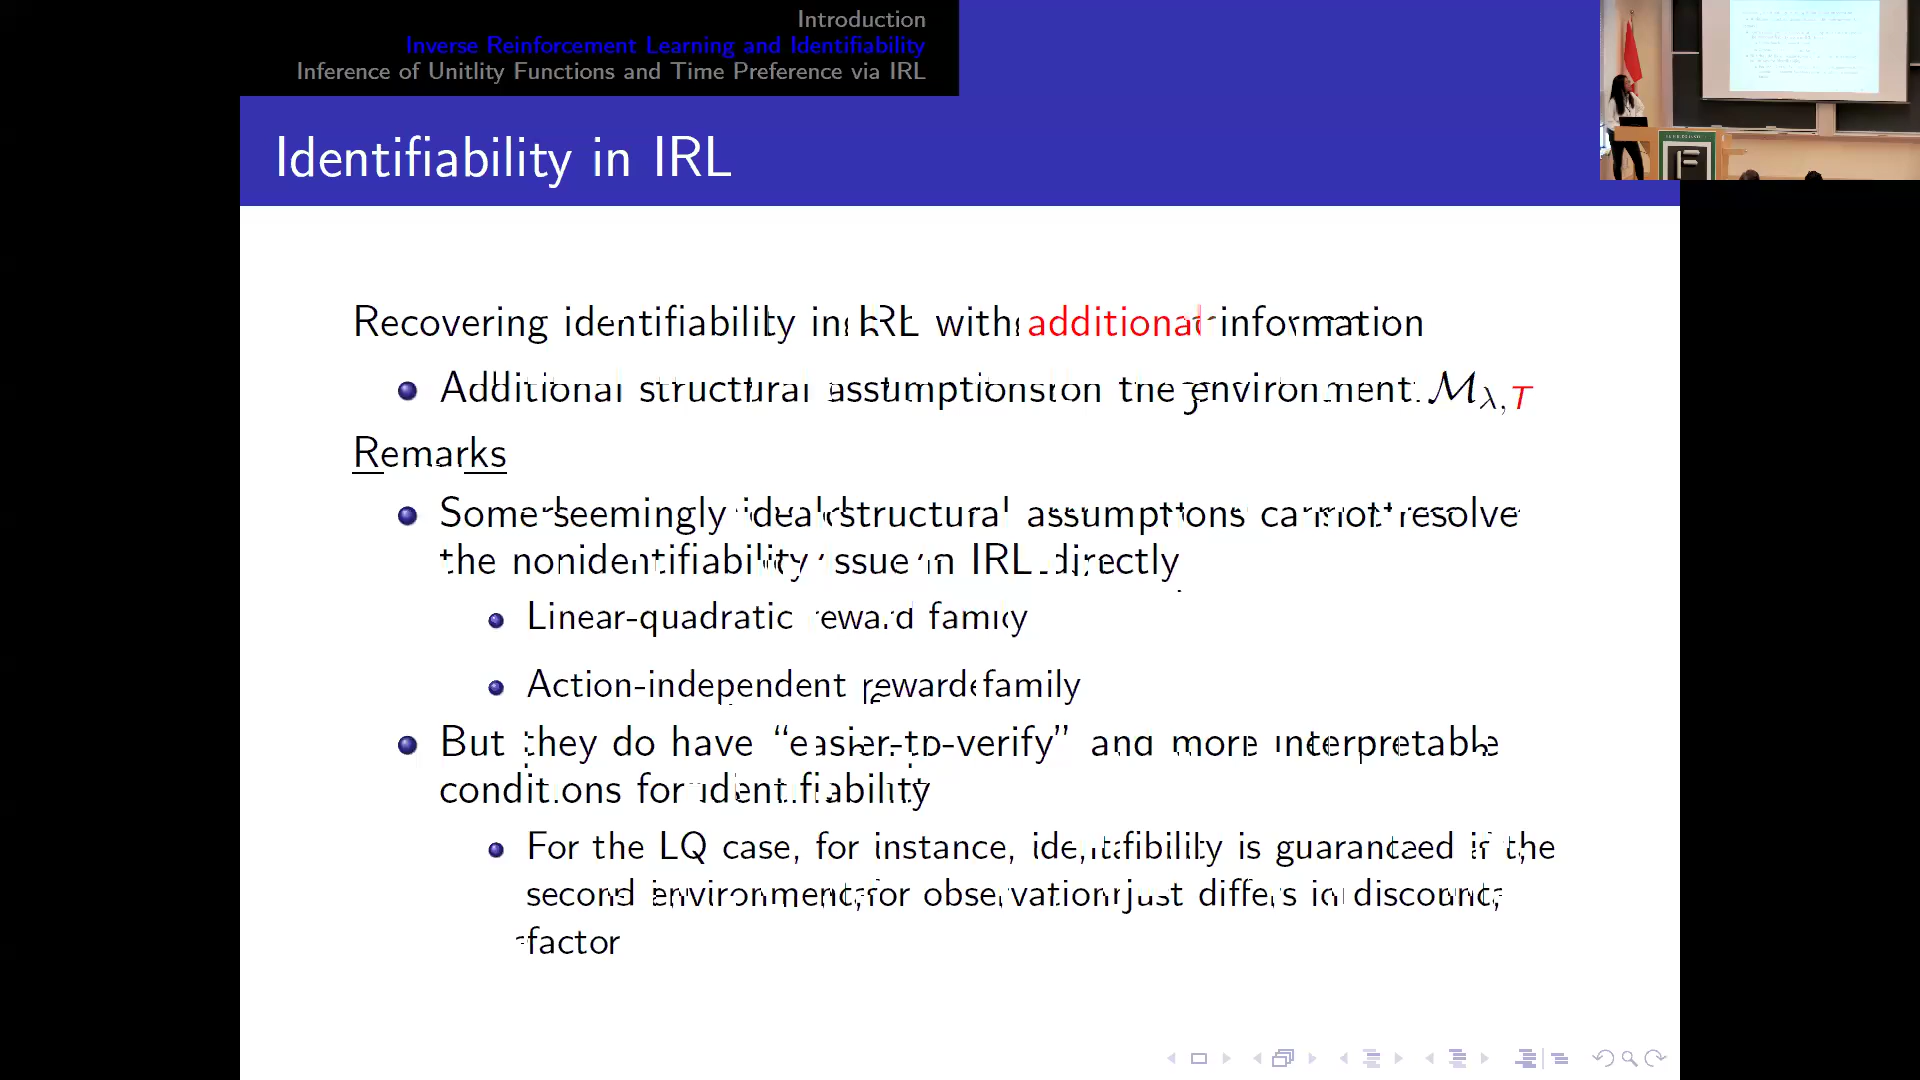 Introduction
Inverse Reinforcement Learning and Identifiability
Inference of Unitlity Functions and Time Preference via IRL
Identifiability in IRL
Recovering identifiability in IRL with additional information
Additional structural assumptions on the environment 𝓜λ,T
Remarks
Some seemingly ideal structural assumptions cannot resolve
the nonidentifiability issue in IRL directly
Linear-quadratic reward family
Action-independent reward family
But they do have “easier-to-verify” and more interpretable
conditions for identifiability
For the LQ case, for instance, identifibility is guaranteed if the
second environment for observation just differs in discount
factor